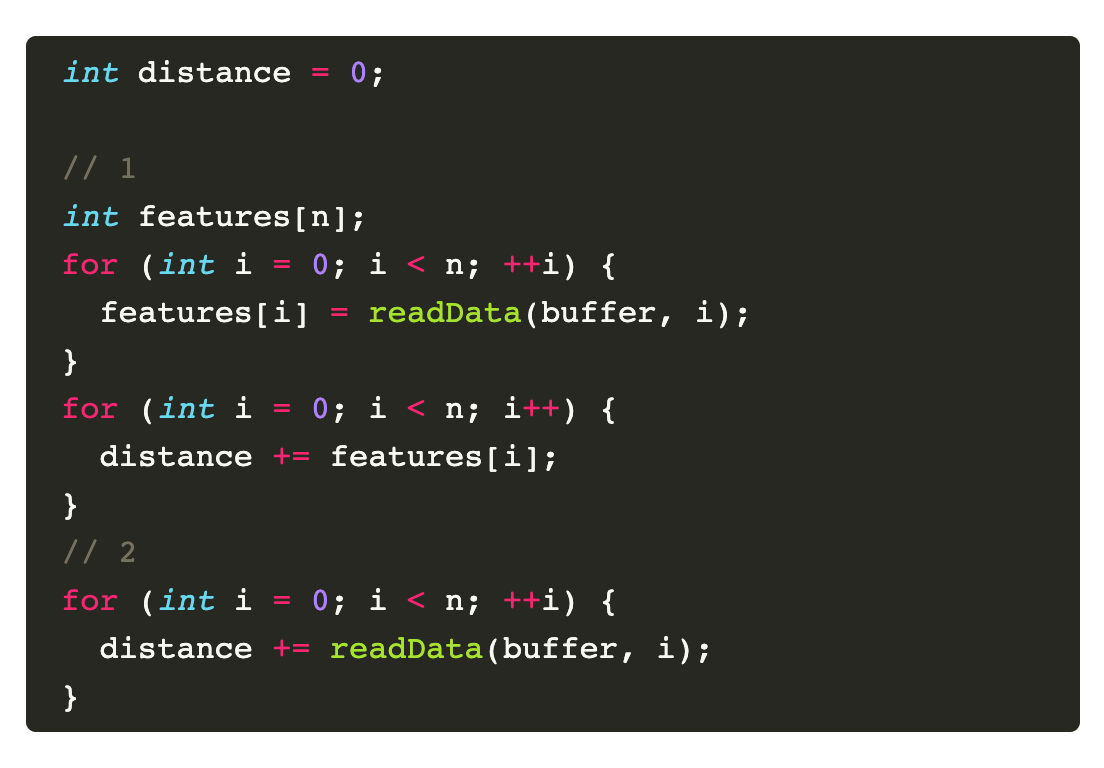 int distance = 0;

// 1
int features[n];
for (int i = 0; i < n; ++i) {
  features[i] = readData(buffer, i);
}
for (int i = 0; i < n; i++) {
  distance += features[i];
}
// 2
for (int i = 0; i < n; ++i) {
  distance += readData(buffer, i);
}